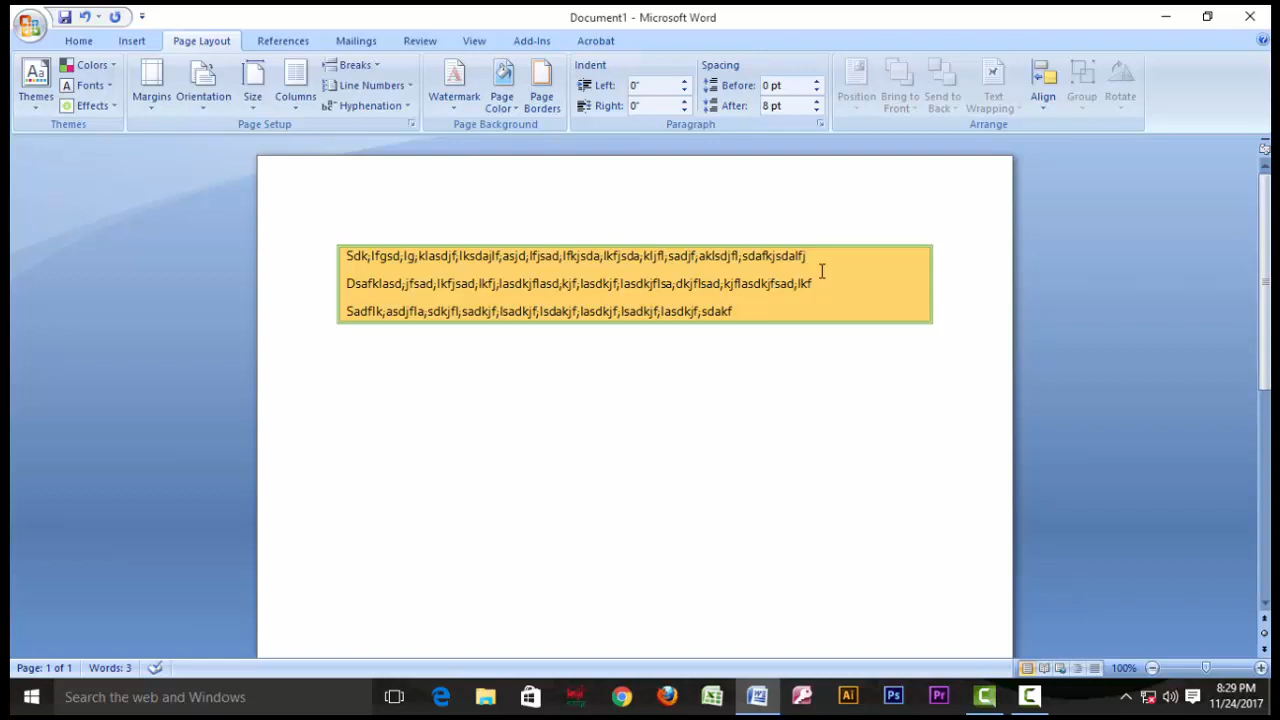 Document1 - Microsoft Word
Home Insert Page Layout References Mailings Review View Add-Ins Acrobat
Themes Colors Fonts Effects
Themes
Margins Orientation Size Columns Breaks Line Numbers Hyphenation
Page Setup
Watermark Page Color Page Borders
Page Background
Indent Spacing
Left: 0" Before: 0 pt
Right: 0" After: 8 pt
Paragraph
Position Bring to Front Send to Back Text Wrapping Align Group Rotate
Arrange
Sdk;lfgsd;lg;klasdjf;lksdajlf,asjd;lfjsad;lfkjsda,lkfjsda;kljfl;sadjf,aklsdjfl;sdafkjsdalfj
Dsafklasd;jfsad;lkfjsad;lkfj,lasdkjflasd,kjf,lasdkjf,lasdkjflsa,dkjflsad,kjflasdkjfsad,lkf
Sadflk,asdjfla,sdkjfl;sadkjf,lsadkjf,lsdakjf,lasdkjf,lsadkjf,lasdkjf,sdakf
Page: 1 of 1 Words: 3 100%
Search the web and Windows
Ai Ps Pr
8:29 PM
11/24/2017